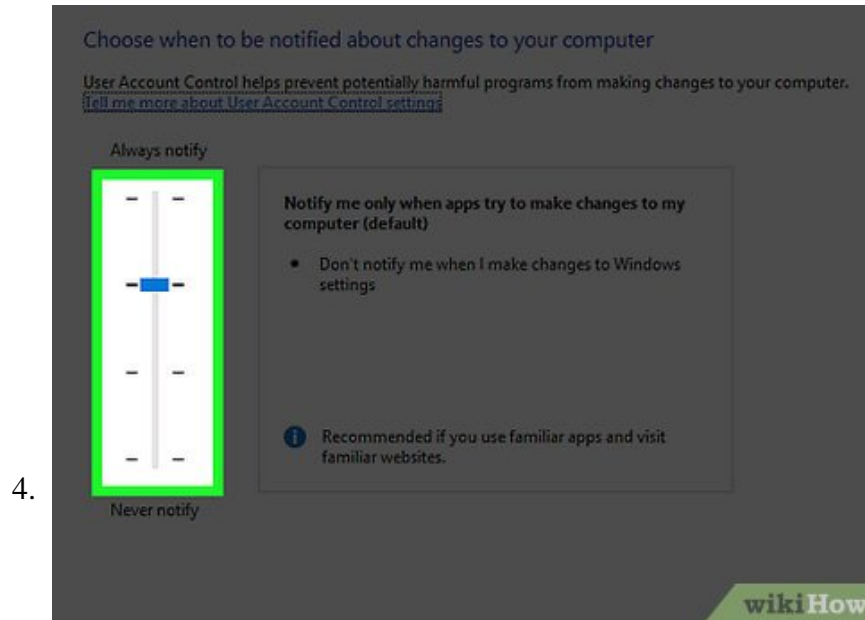 Choose when to be notified about changes to your computer
User Account Control helps prevent potentially harmful programs from making changes to your computer.
Tell me more about User Account Control settings
Always notify
Notify me only when apps try to make changes to my
computer (default)
• Don't notify me when I make changes to Windows
settings
Recommended if you use familiar apps and visit
familiar websites.
4.
Never notify
wikiHow